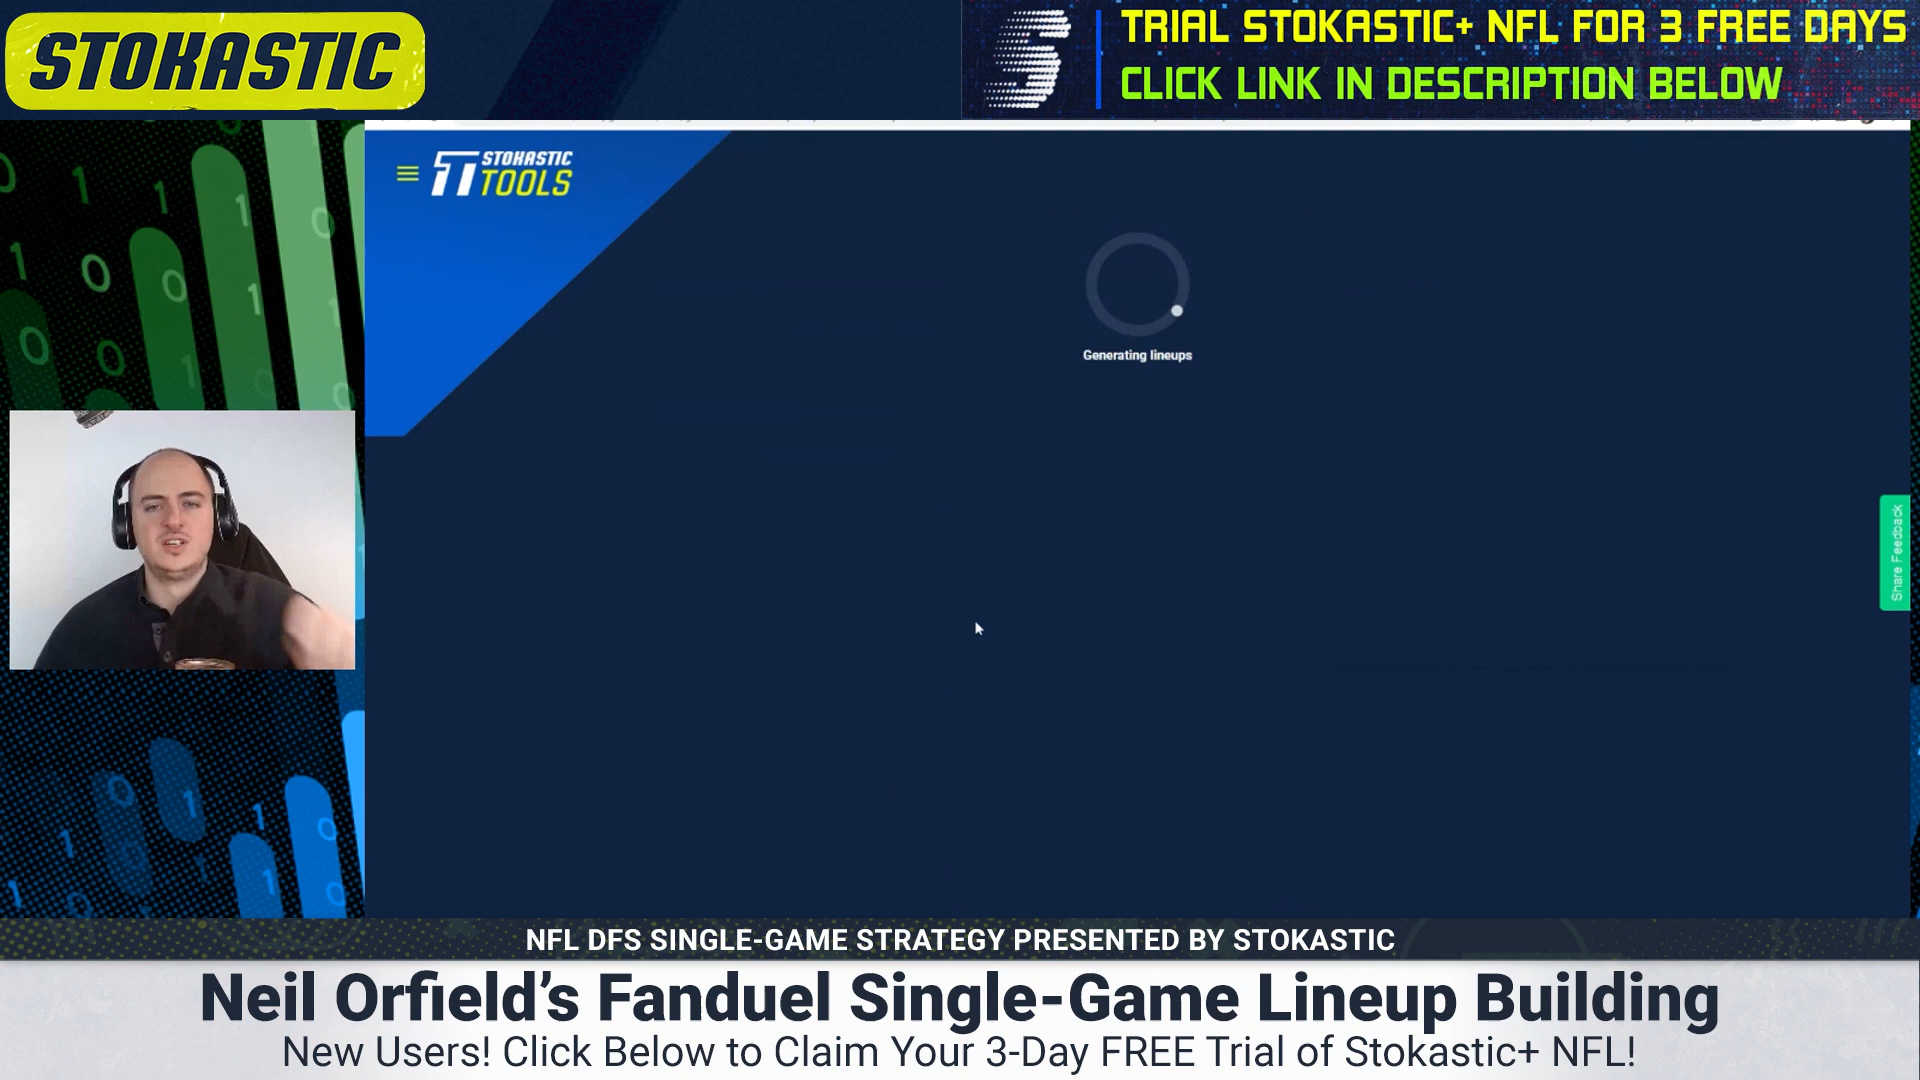 STOKASTIC
TRIAL STOKASTIC+ NFL FOR 3 FREE DAYS
CLICK LINK IN DESCRIPTION BELOW
STOKASTIC
TOOLS
Generating lineups
Share Feedback
NFL DFS SINGLE-GAME STRATEGY PRESENTED BY STOKASTIC
Neil Orfield’s Fanduel Single-Game Lineup Building
New Users! Click Below to Claim Your 3-Day FREE Trial of Stokastic+ NFL!